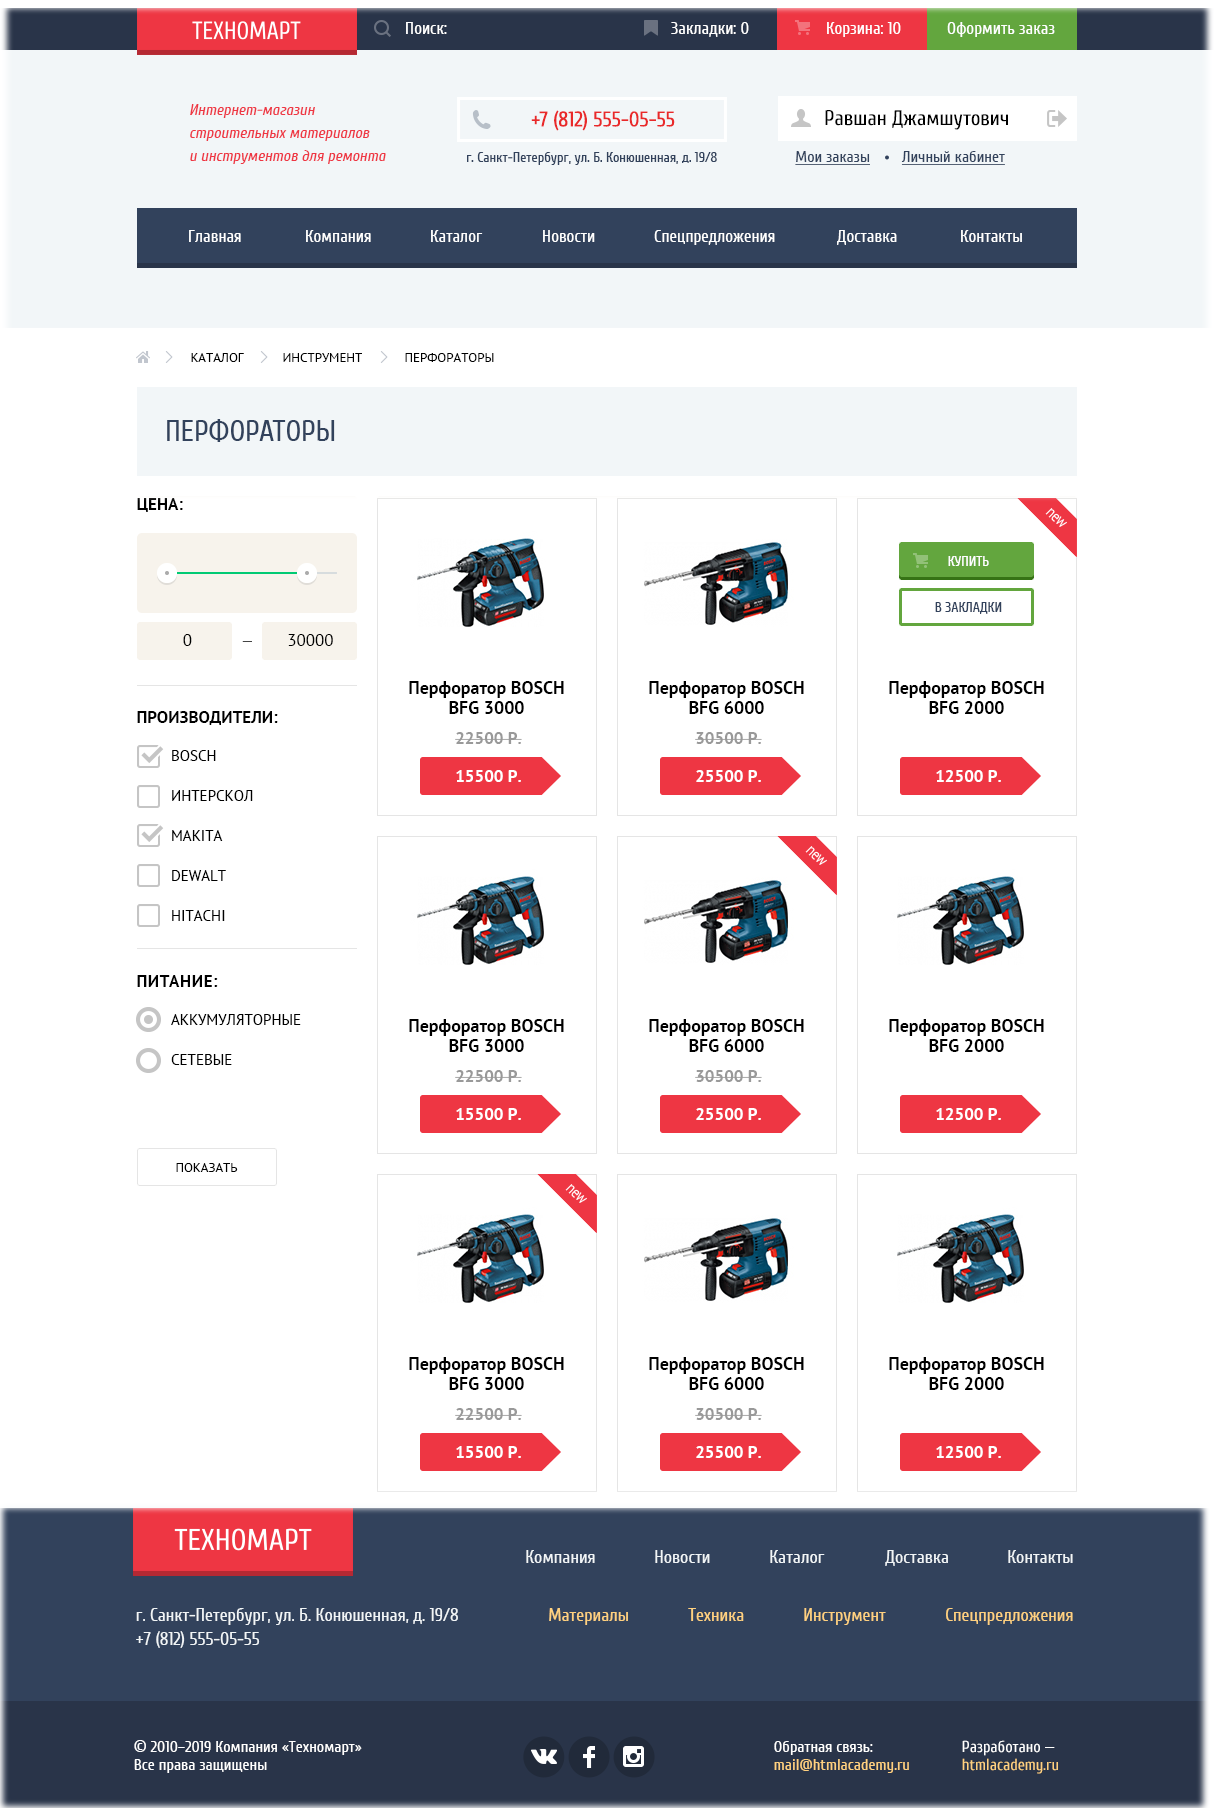 ТЕХНОМАРТ
Поиск:
Закладки: 0
Корзина: 10
Оформить заказ
Интернет-магазин
строительных материалов
и инструментов для ремонта
+7 (812) 555-05-55
г. Санкт-Петербург, ул. Б. Конюшенная, д. 19/8
Равшан Джамшутович
Мои заказы • Личный кабинет
Главная
Компания
Каталог
Новости
Спецпредложения
Доставка
Контакты
КАТАЛОГ
ИНСТРУМЕНТ
ПЕРФОРАТОРЫ
ПЕРФОРАТОРЫ
ЦЕНА:
0 — 30000
ПРОИЗВОДИТЕЛИ:
BOSCH
ИНТЕРСКОЛ
MAKITA
DEWALT
HITACHI
ПИТАНИЕ:
АККУМУЛЯТОРНЫЕ
СЕТЕВЫЕ
ПОКАЗАТЬ
Перфоратор BOSCH
BFG 3000
22500 Р.
15500 Р.
Перфоратор BOSCH
BFG 6000
30500 Р.
25500 Р.
new
КУПИТЬ
В ЗАКЛАДКИ
Перфоратор BOSCH
BFG 2000
12500 Р.
Перфоратор BOSCH
BFG 3000
22500 Р.
15500 Р.
new
Перфоратор BOSCH
BFG 6000
30500 Р.
25500 Р.
Перфоратор BOSCH
BFG 2000
12500 Р.
new
Перфоратор BOSCH
BFG 3000
22500 Р.
15500 Р.
Перфоратор BOSCH
BFG 6000
30500 Р.
25500 Р.
Перфоратор BOSCH
BFG 2000
12500 Р.
ТЕХНОМАРТ
Компания
Новости
Каталог
Доставка
Контакты
г. Санкт-Петербург, ул. Б. Конюшенная, д. 19/8
+7 (812) 555-05-55
Материалы
Техника
Инструмент
Спецпредложения
© 2010–2019 Компания «Техномарт»
Все права защищены
Обратная связь:
mail@htmlacademy.ru
Разработано —
htmlacademy.ru